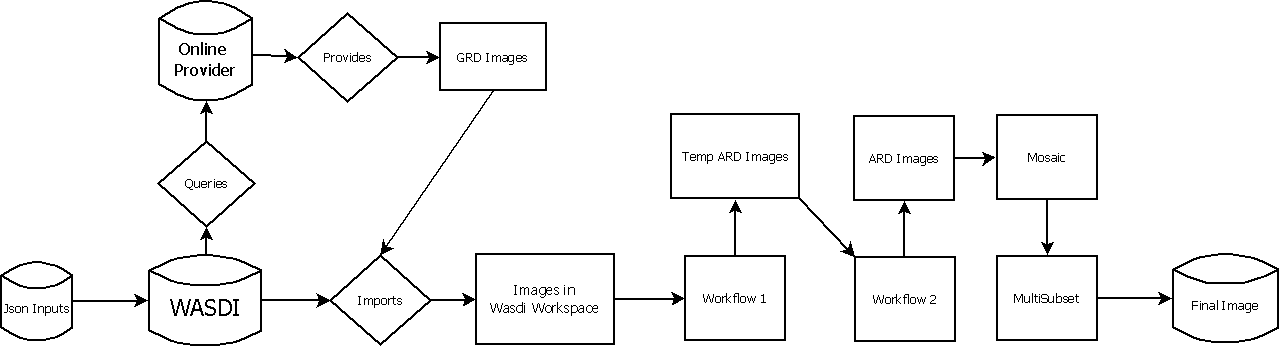 Online
Provider
Provides
GRD Images
Queries
Temp ARD Images
ARD Images
Mosaic
Json Inputs
WASDI
Imports
Images in
Wasdi Workspace
Workflow 1
Workflow 2
MultiSubset
Final Image